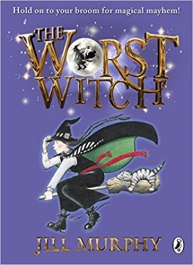 Hold on to your broom for magical mayhem!
THE
WORST
WITCH
JILL MURPHY